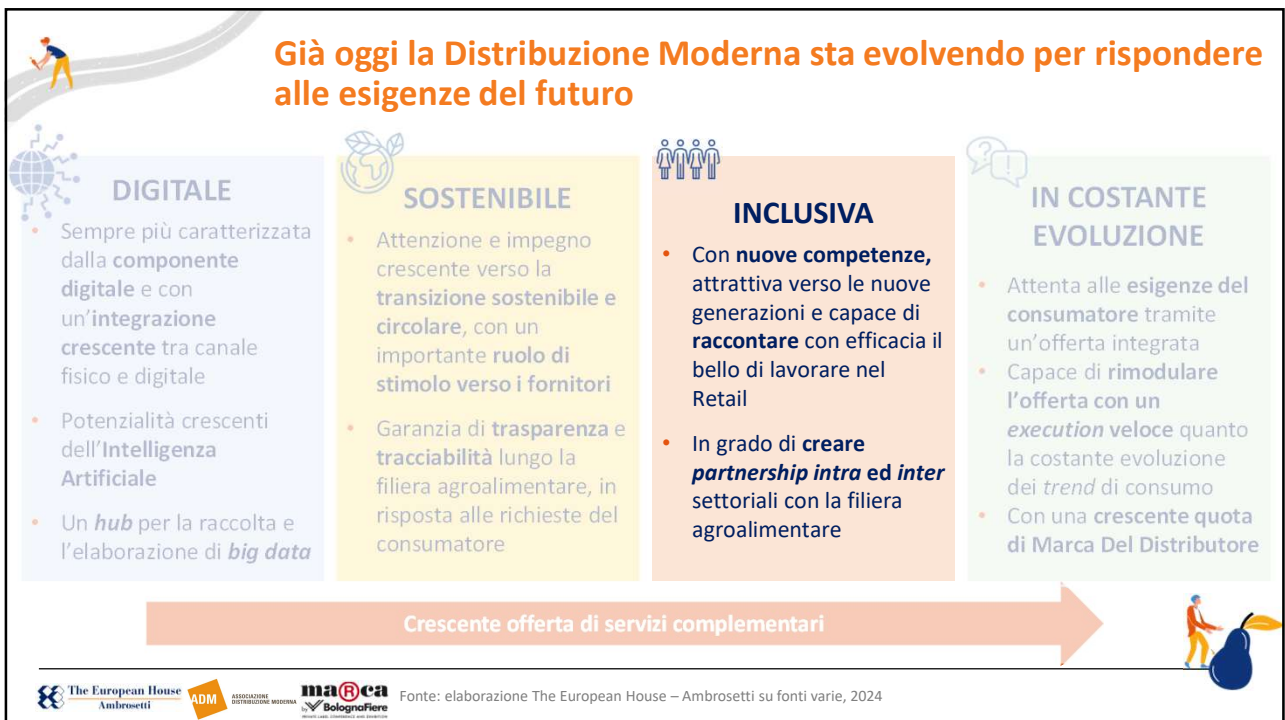 Già oggi la Distribuzione Moderna sta evolvendo per rispondere
alle esigenze del futuro
DIGITALE
• Sempre più caratterizzata
dalla componente
digitale e con
un’integrazione
crescente tra canale
fisico e digitale
• Potenzialità crescenti
dell’Intelligenza
Artificiale
• Un hub per la raccolta e
l’elaborazione di big data
SOSTENIBILE
• Attenzione e impegno
crescente verso la
transizione sostenibile e
circolare, con un
importante ruolo di
stimolo verso i fornitori
• Garanzia di trasparenza e
tracciabilità lungo la
filiera agroalimentare, in
risposta alle richieste del
consumatore
INCLUSIVA
• Con nuove competenze,
attrattiva verso le nuove
generazioni e capace di
raccontare con efficacia il
bello di lavorare nel
Retail
• In grado di creare
partnership intra ed inter
settoriali con la filiera
agroalimentare
IN COSTANTE
EVOLUZIONE
• Attenta alle esigenze del
consumatore tramite
un’offerta integrata
• Capace di rimodulare
l’offerta con un
execution veloce quanto
la costante evoluzione
dei trend di consumo
• Con una crescente quota
di Marca Del Distributore
Crescente offerta di servizi complementari
The European House
Ambrosetti
ADM
ASSOCIAZIONE
DISTRIBUZIONE MODERNA
maRca
by BolognaFiere
PRIVATE LABEL CONFERENCE AND EXHIBITION
Fonte: elaborazione The European House – Ambrosetti su fonti varie, 2024